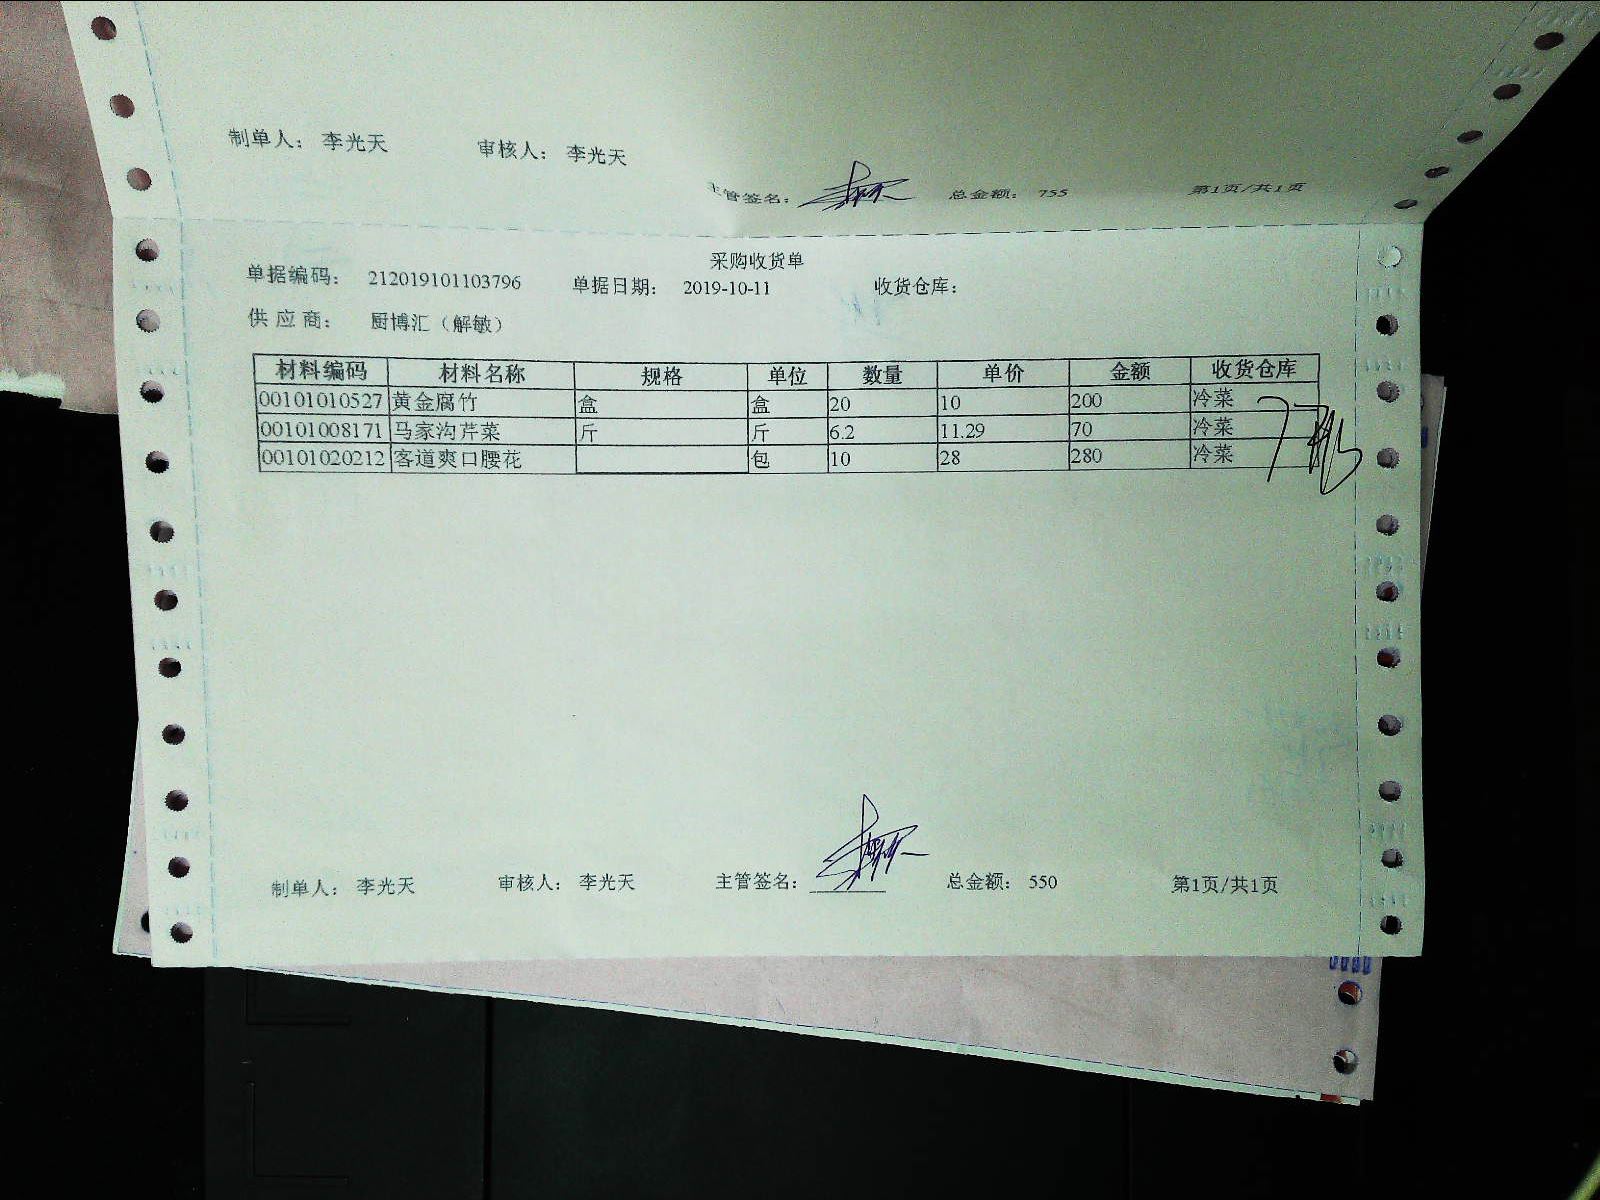 制单人： 李光天 审核人： 李光天
主管签名： 总金额： 755 第1页/共1页
采购收货单
单据编码： 212019101103796 单据日期： 2019-10-11 收货仓库：
供应商： 厨博汇（解敏）
材料编码 材料名称 规格 单位 数量 单价 金额 收货仓库
00101010527 黄金腐竹 盒 盒 20 10 200 冷菜
00101008171 马家沟芹菜 斤 斤 6.2 11.29 70 冷菜
00101020212 客道爽口腰花 包 10 28 280 冷菜
制单人： 李光天 审核人： 李光天 主管签名： 总金额： 550 第1页/共1页